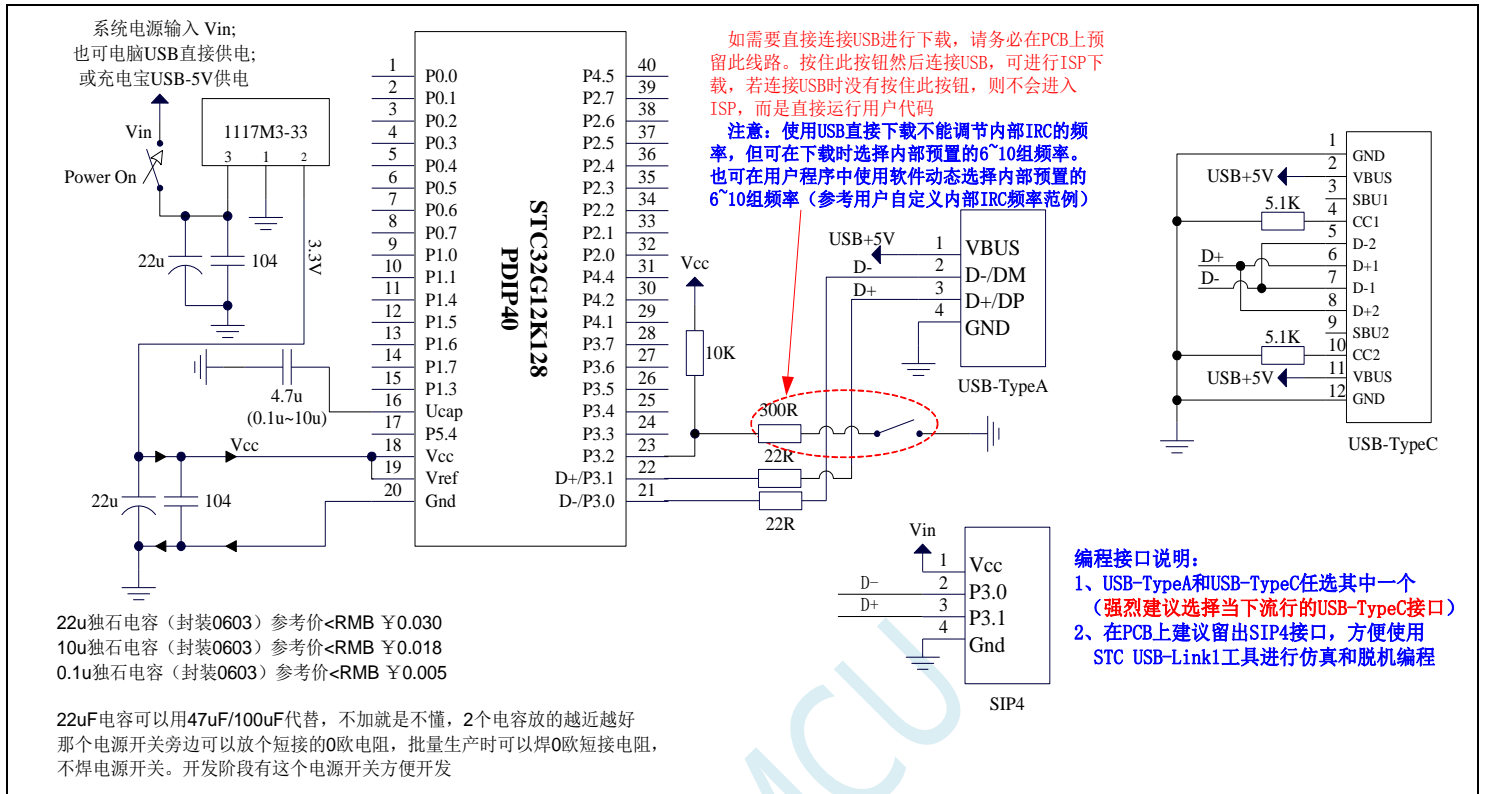 系统电源输入 Vin;
也可电脑USB直接供电;
或充电宝USB-5V供电
Vin
Power On
1117M3-33
3 1 2
22u
104
3.3V
4.7u
(0.1u~10u)
Vcc
22u
104
1 P0.0
2 P0.1
3 P0.2
4 P0.3
5 P0.4
6 P0.5
7 P0.6
8 P0.7
9 P1.0
10 P1.1
11 P1.4
12 P1.5
13 P1.6
14 P1.7
15 P1.3
16 Ucap
17 P5.4
18 Vcc
19 Vref
20 Gnd
STC32G12K128
PDIP40
P4.5 40
P2.7 39
P2.6 38
P2.5 37
P2.4 36
P2.3 35
P2.2 34
P2.1 33
P2.0 32
P4.4 31
P4.2 30
P4.1 29
P3.7 28
P3.6 27
P3.5 26
P3.4 25
P3.3 24
P3.2 23
D+/P3.1 22
D-/P3.0 21
Vcc
10K
300R
22R
22R
如需要直接连接USB进行下载，请务必在PCB上预
留此线路。按住此按钮然后连接USB，可进行ISP下
载，若连接USB时没有按住此按钮，则不会进入
ISP，而是直接运行用户代码
注意：使用USB直接下载不能调节内部IRC的频
率，但可在下载时选择内部预置的6~10组频率。
也可在用户程序中使用软件动态选择内部预置的
6~10组频率（参考用户自定义内部IRC频率范例）
USB+5V
D-
D+
1 VBUS
2 D-/DM
3 D+/DP
4 GND
USB-TypeA
1 GND
USB+5V 2 VBUS
3 SBU1
5.1K 4 CC1
5 D-2
D+ 6 D+1
D- 7 D-1
8 D+2
9 SBU2
5.1K 10 CC2
USB+5V 11 VBUS
12 GND
USB-TypeC
Vin
1 Vcc
D- 2 P3.0
D+ 3 P3.1
4 Gnd
SIP4
编程接口说明：
1、USB-TypeA和USB-TypeC任选其中一个
（强烈建议选择当下流行的USB-TypeC接口）
2、在PCB上建议留出SIP4接口，方便使用
STC USB-Link1工具进行仿真和脱机编程
22u独石电容（封装0603）参考价<RMB ￥0.030
10u独石电容（封装0603）参考价<RMB ￥0.018
0.1u独石电容（封装0603）参考价<RMB ￥0.005
22uF电容可以用47uF/100uF代替，不加就是不懂，2个电容放的越近越好
那个电源开关旁边可以放个短接的0欧电阻，批量生产时可以焊0欧短接电阻，
不焊电源开关。开发阶段有这个电源开关方便开发
MCU